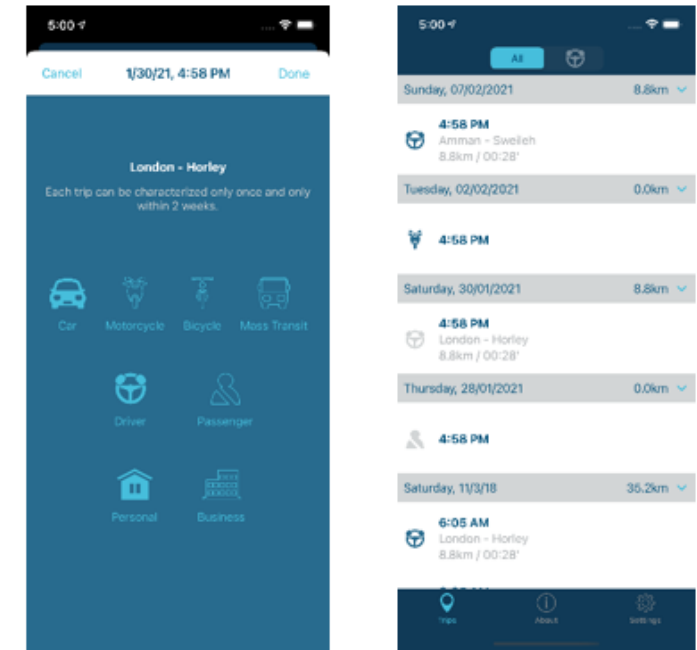 5:00
Cancel 1/30/21, 4:58 PM Done
London - Horley
Each trip can be characterized only once and only
within 2 weeks.
Car Motorcycle Bicycle Mass Transit
Driver Passenger
Personal Business
5:00
All
Sunday, 07/02/2021 8.8km
4:58 PM
Amman - Sweileh
8.8km / 00:28'
Tuesday, 02/02/2021 0.0km
4:58 PM
Saturday, 30/01/2021 8.8km
4:58 PM
London - Horley
8.8km / 00:28'
Thursday, 28/01/2021 0.0km
4:58 PM
Saturday, 11/3/18 35.2km
6:05 AM
London - Horley
8.8km / 00:28'
Trips About Settings